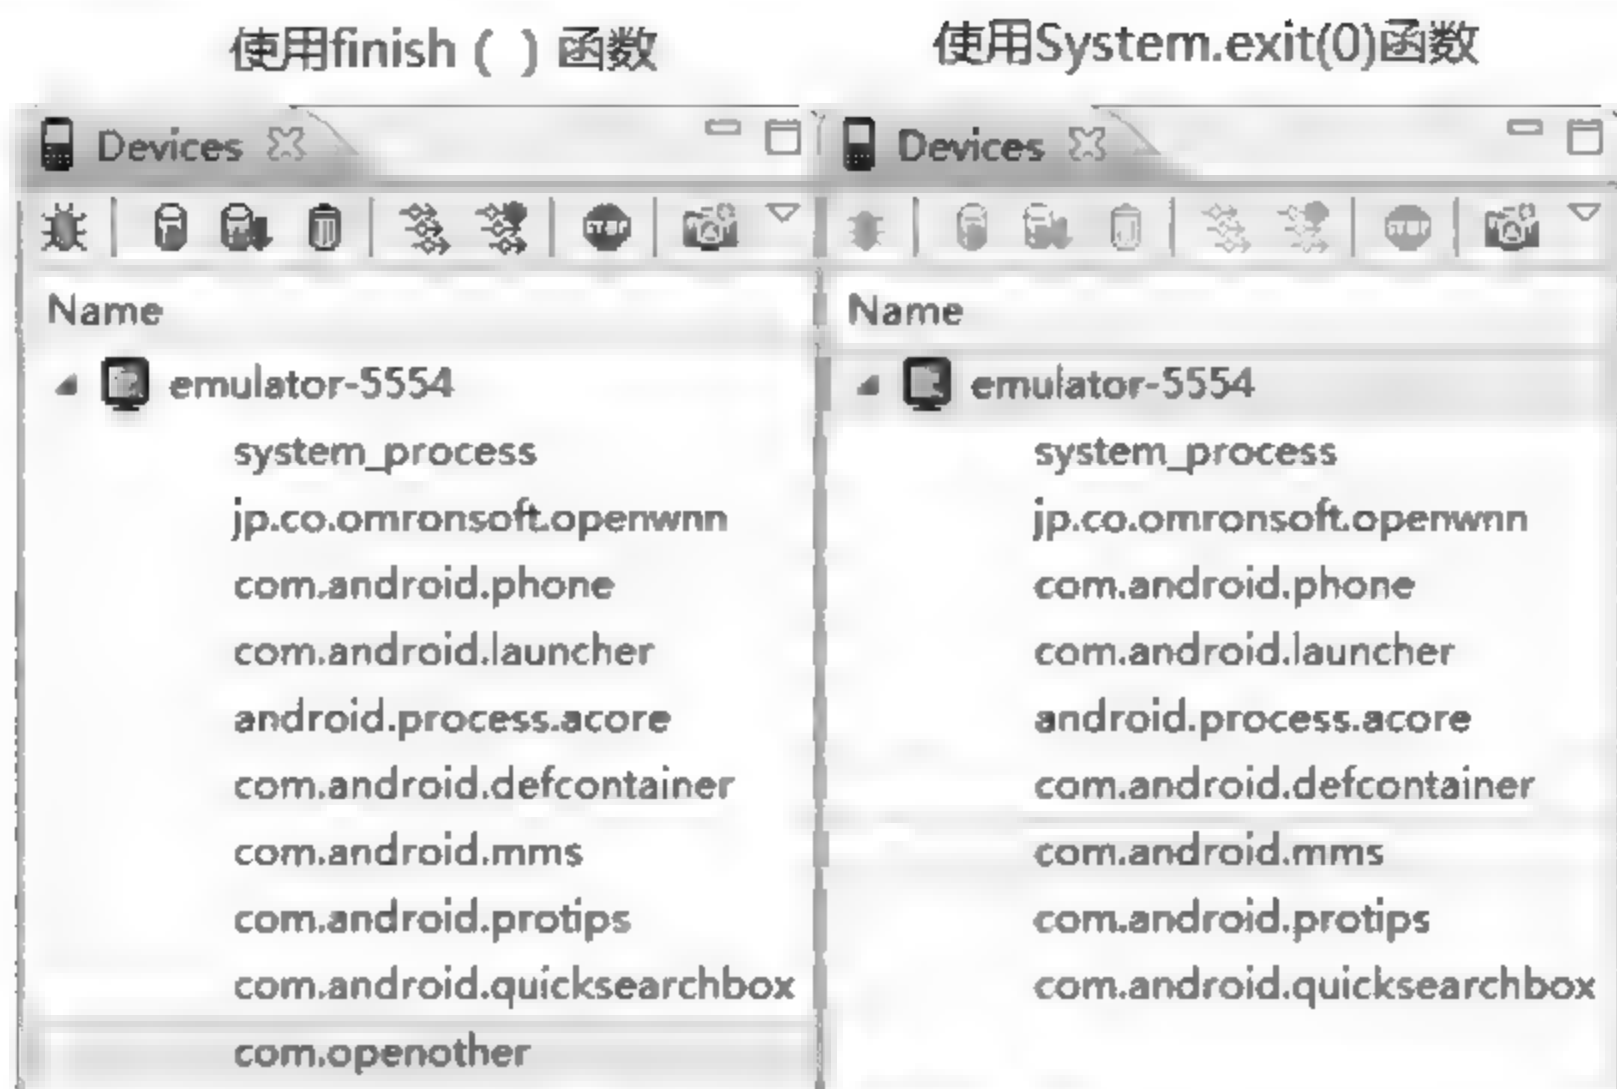 使用finish ( ) 函数
Devices
Name
emulator-5554
system_process
jp.co.omronsoft.openwnn
com.android.phone
com.android.launcher
android.process.acore
com.android.defcontainer
com.android.mms
com.android.protips
com.android.quicksearchbox
com.openother
使用System.exit(0)函数
Devices
Name
emulator-5554
system_process
jp.co.omronsoft.openwnn
com.android.phone
com.android.launcher
android.process.acore
com.android.defcontainer
com.android.mms
com.android.protips
com.android.quicksearchbox